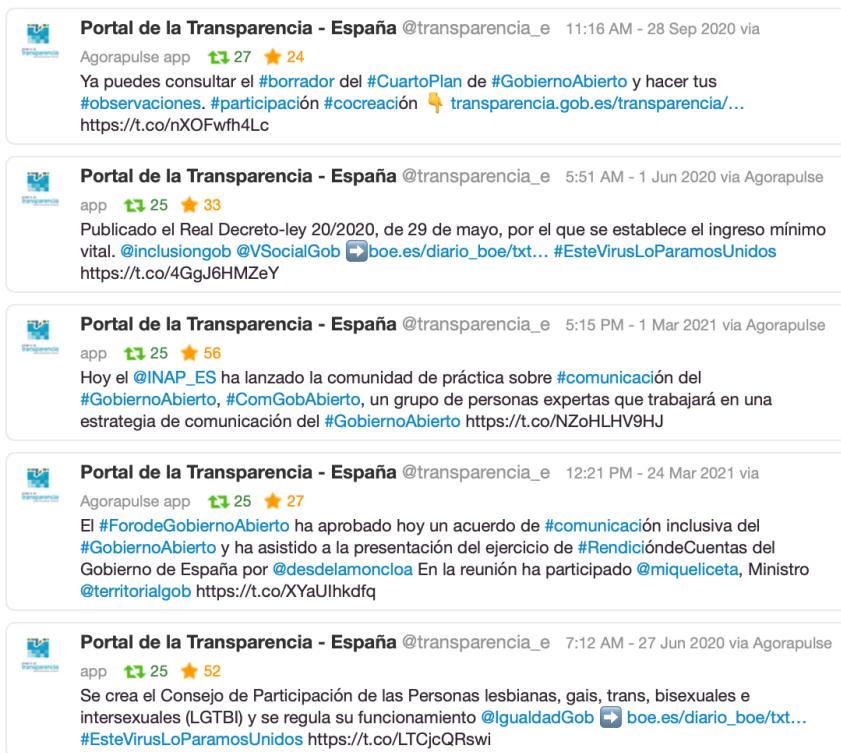 Portal de la Transparencia - España @transparencia_e 11:16 AM - 28 Sep 2020 via
Agorapulse app 27 24
Ya puedes consultar el #borrador del #CuartoPlan de #GobiernoAbierto y hacer tus
#observaciones. #participación #cocreación 👇 transparencia.gob.es/transparencia/…
https://t.co/nXOFwfh4Lc
Portal de la Transparencia - España @transparencia_e 5:51 AM - 1 Jun 2020 via Agorapulse
app 25 33
Publicado el Real Decreto-ley 20/2020, de 29 de mayo, por el que se establece el ingreso mínimo
vital. @inclusiongob @VSocialGob ➡boe.es/diario_boe/txt… #EsteVirusLoParamosUnidos
https://t.co/4GgJ6HMZeY
Portal de la Transparencia - España @transparencia_e 5:15 PM - 1 Mar 2021 via Agorapulse
app 25 56
Hoy el @INAP_ES ha lanzado la comunidad de práctica sobre #comunicación del
#GobiernoAbierto, #ComGobAbierto, un grupo de personas expertas que trabajará en una
estrategia de comunicación del #GobiernoAbierto https://t.co/NZoHLHV9HJ
Portal de la Transparencia - España @transparencia_e 12:21 PM - 24 Mar 2021 via
Agorapulse app 25 27
El #ForodeGobiernoAbierto ha aprobado hoy un acuerdo de #comunicación inclusiva del
#GobiernoAbierto y ha asistido a la presentación del ejercicio de #RendicióndeCuentas del
Gobierno de España por @desdelamoncloa En la reunión ha participado @miqueliceta, Ministro
@territorialgob https://t.co/XYaUIhkdfq
Portal de la Transparencia - España @transparencia_e 7:12 AM - 27 Jun 2020 via Agorapulse
app 25 52
Se crea el Consejo de Participación de las Personas lesbianas, gais, trans, bisexuales e
intersexuales (LGTBI) y se regula su funcionamiento @IgualdadGob ➡ boe.es/diario_boe/txt…
#EsteVirusLoParamosUnidos https://t.co/LTCjcQRswi